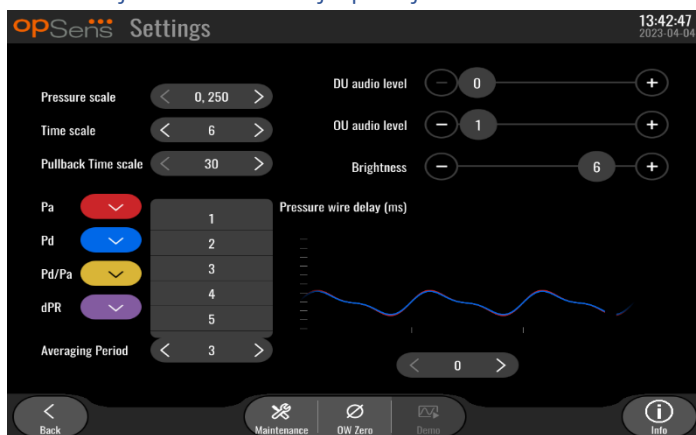 opSens Settings
13:42:47
2023-04-04
Pressure scale < 0, 250 >
Time scale < 6 >
Pullback Time scale < 30 >
DU audio level − 0 +
OU audio level − 1 +
Brightness − 6 +
Pa
Pd
Pd/Pa
dPR
1
2
3
4
5
Averaging Period < 3 >
Pressure wire delay (ms)
< 0 >
Back
Maintenance
OW Zero
Demo
Info